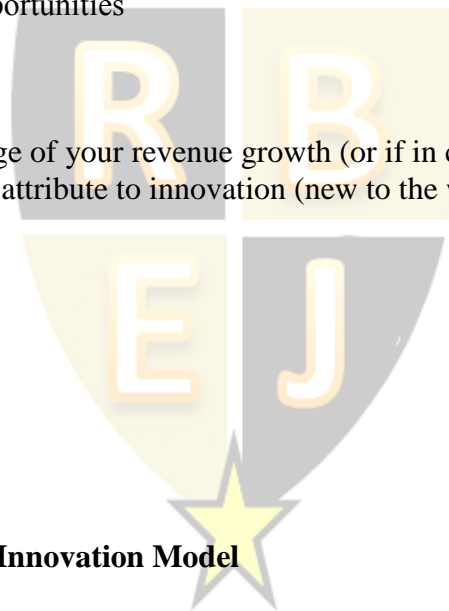 portunities
R B
ge of your revenue growth (or if in
attribute to innovation (new to the
E J
Innovation Model